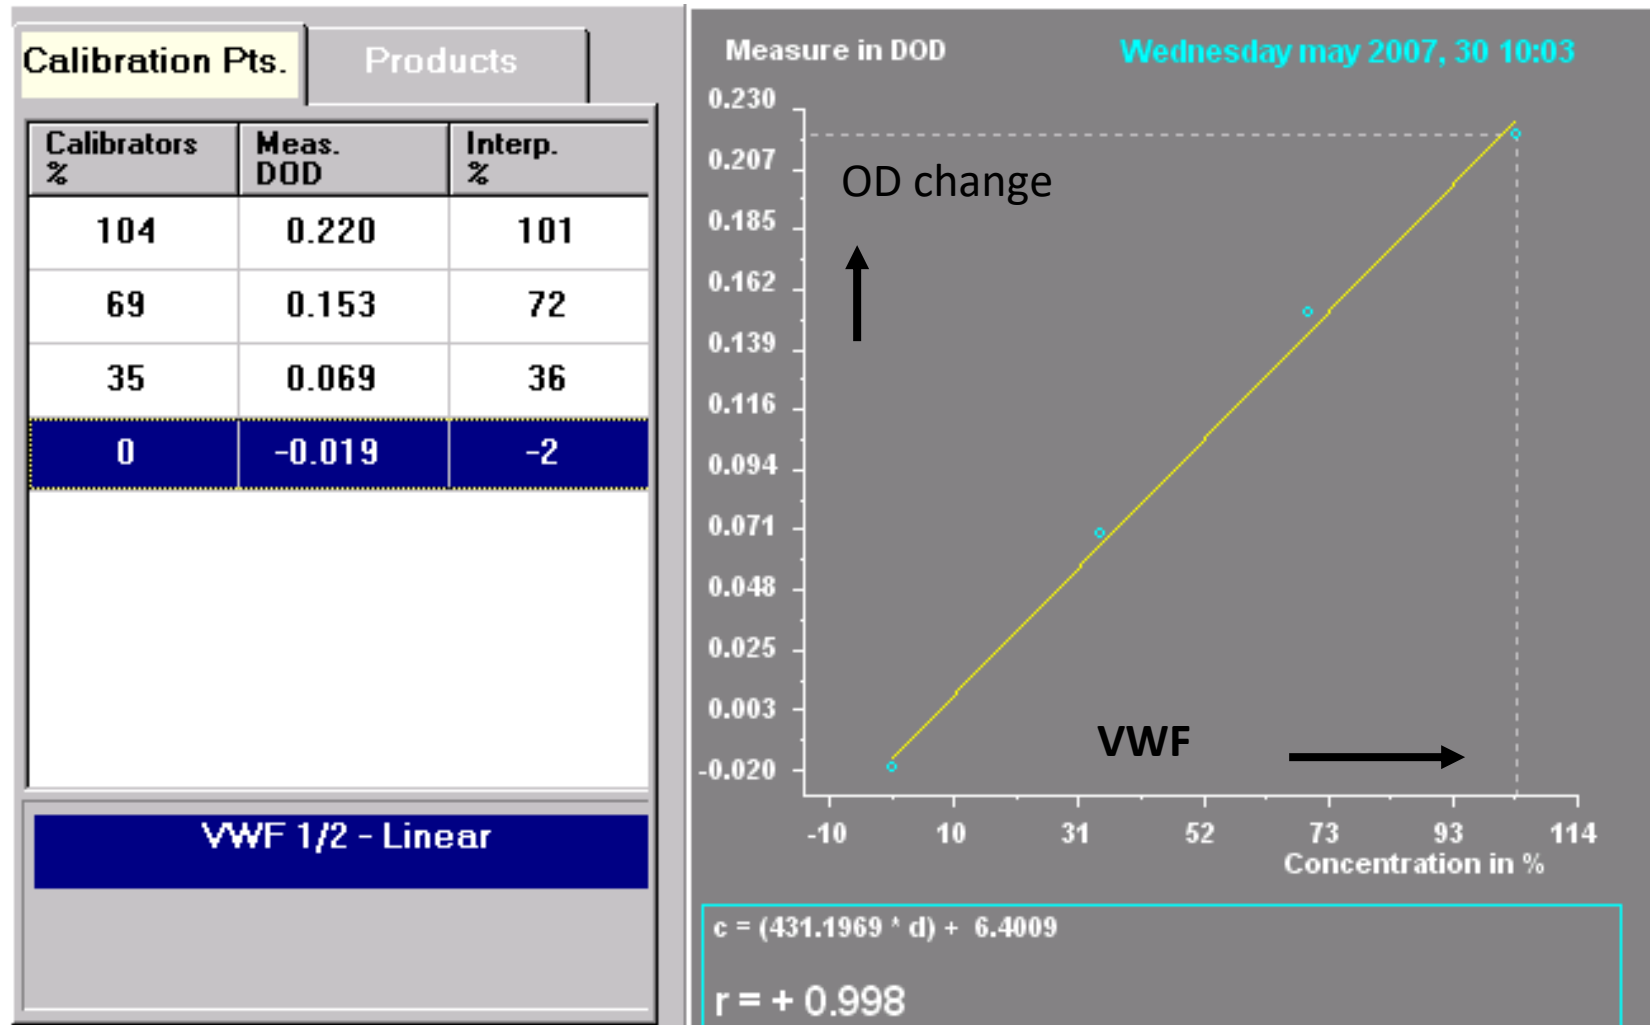 Calibration Pts.
Products
Calibrators % Meas. DOD Interp. %
104 0.220 101
69 0.153 72
35 0.069 36
0 -0.019 -2
VWF 1/2 - Linear
Measure in DOD
Wednesday may 2007, 30 10:03
0.230
0.207
0.185
0.162
0.139
0.116
0.094
0.071
0.048
0.025
0.003
-0.020
OD change
VWF
-10 10 31 52 73 93 114
Concentration in %
c = (431.1969 * d) + 6.4009
r = + 0.998